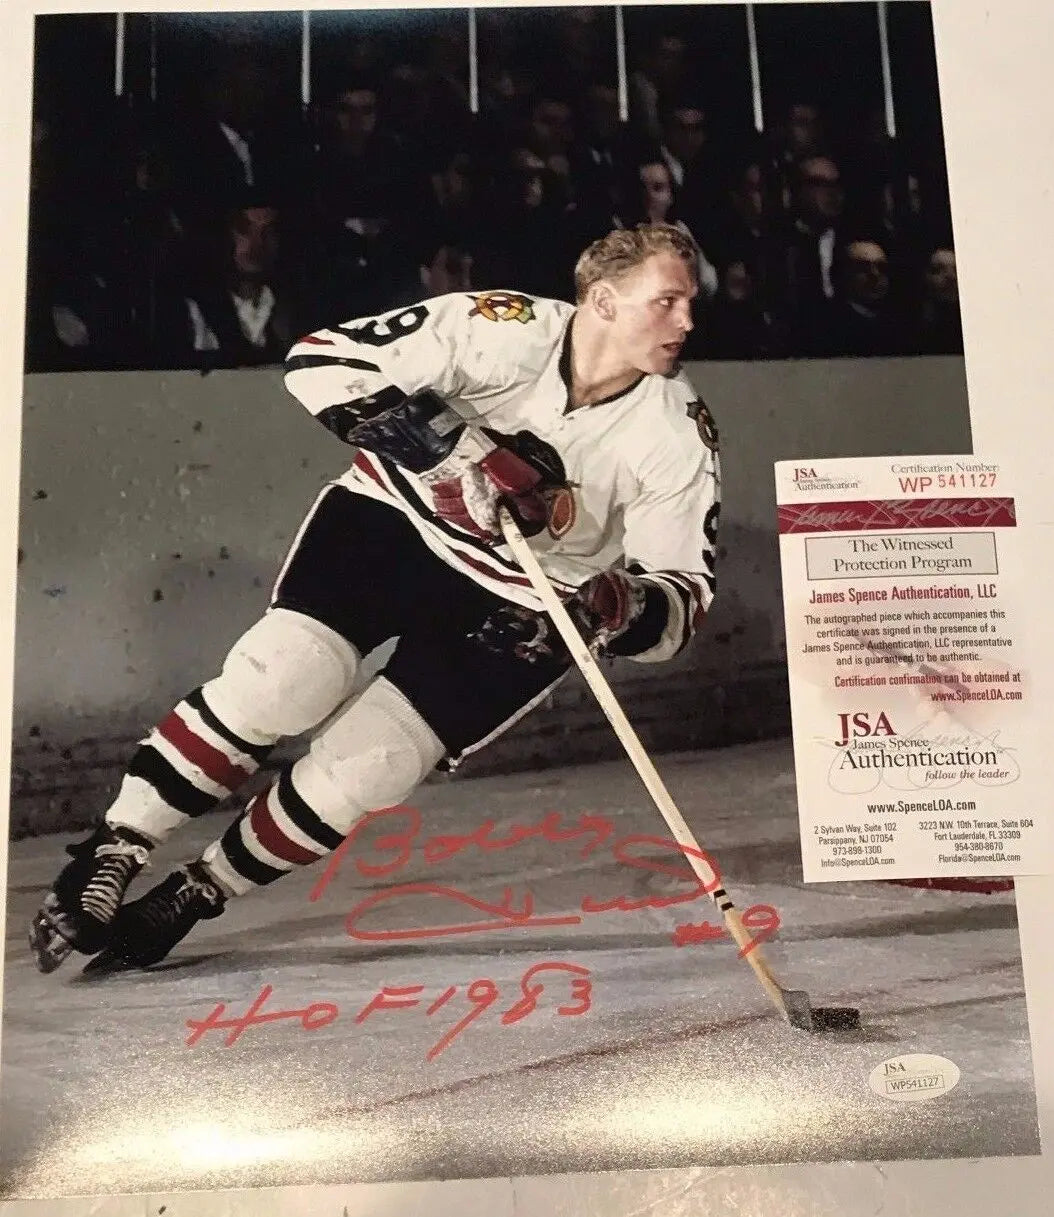 9
9
JSA
James Spence
Authentication
Certification Number
WP 541127
James Spence
The Witnessed
Protection Program
James Spence Authentication, LLC
The autographed piece which accompanies this
certificate was signed in the presence of a
James Spence Authentication, LLC representative
and is guaranteed to be authentic.
Certification confirmation can be obtained at
www.SpenceLOA.com
JSA
James Spence
Authentication
follow the leader
www.SpenceLOA.com
2 Sylvan Way, Suite 102
Parsippany, NJ 07054
973-898-1300
Info@SpenceLOA.com
3223 N.W. 10th Terrace, Suite 604
Fort Lauderdale, FL 33309
954-380-8670
Florida@SpenceLOA.com
Bobby
Hull #9
HOF 1983
JSA
WP541127